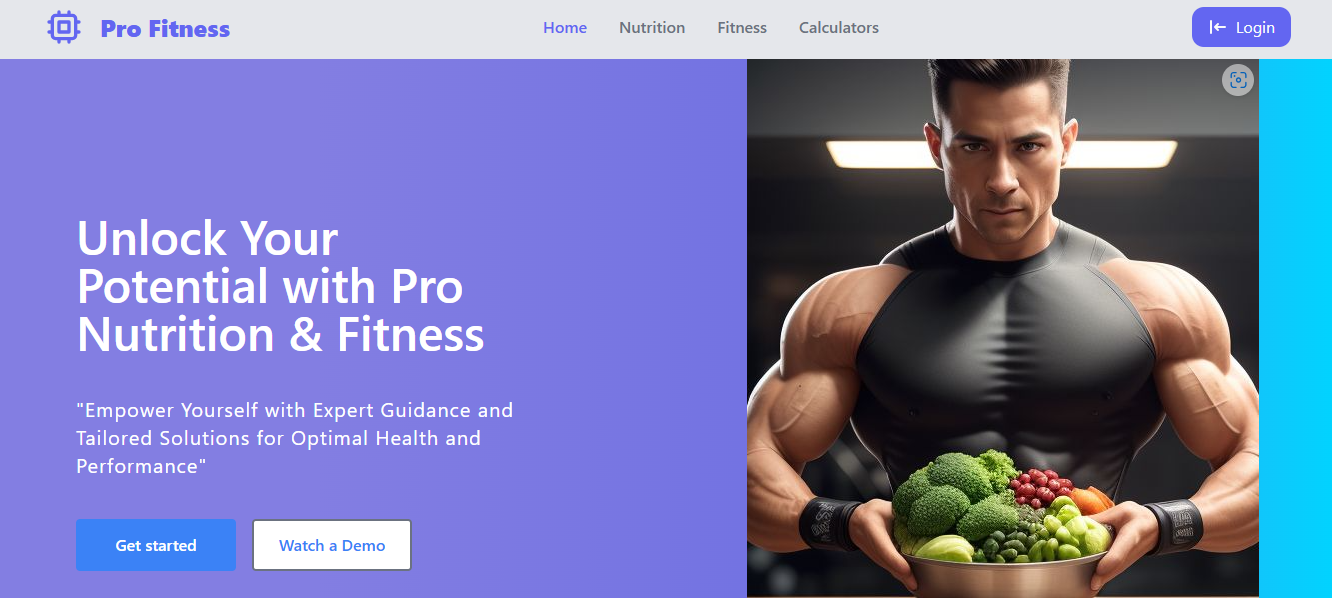 Pro Fitness
Home
Nutrition
Fitness
Calculators
Login
Unlock Your
Potential with Pro
Nutrition & Fitness
"Empower Yourself with Expert Guidance and
Tailored Solutions for Optimal Health and
Performance"
Get started
Watch a Demo